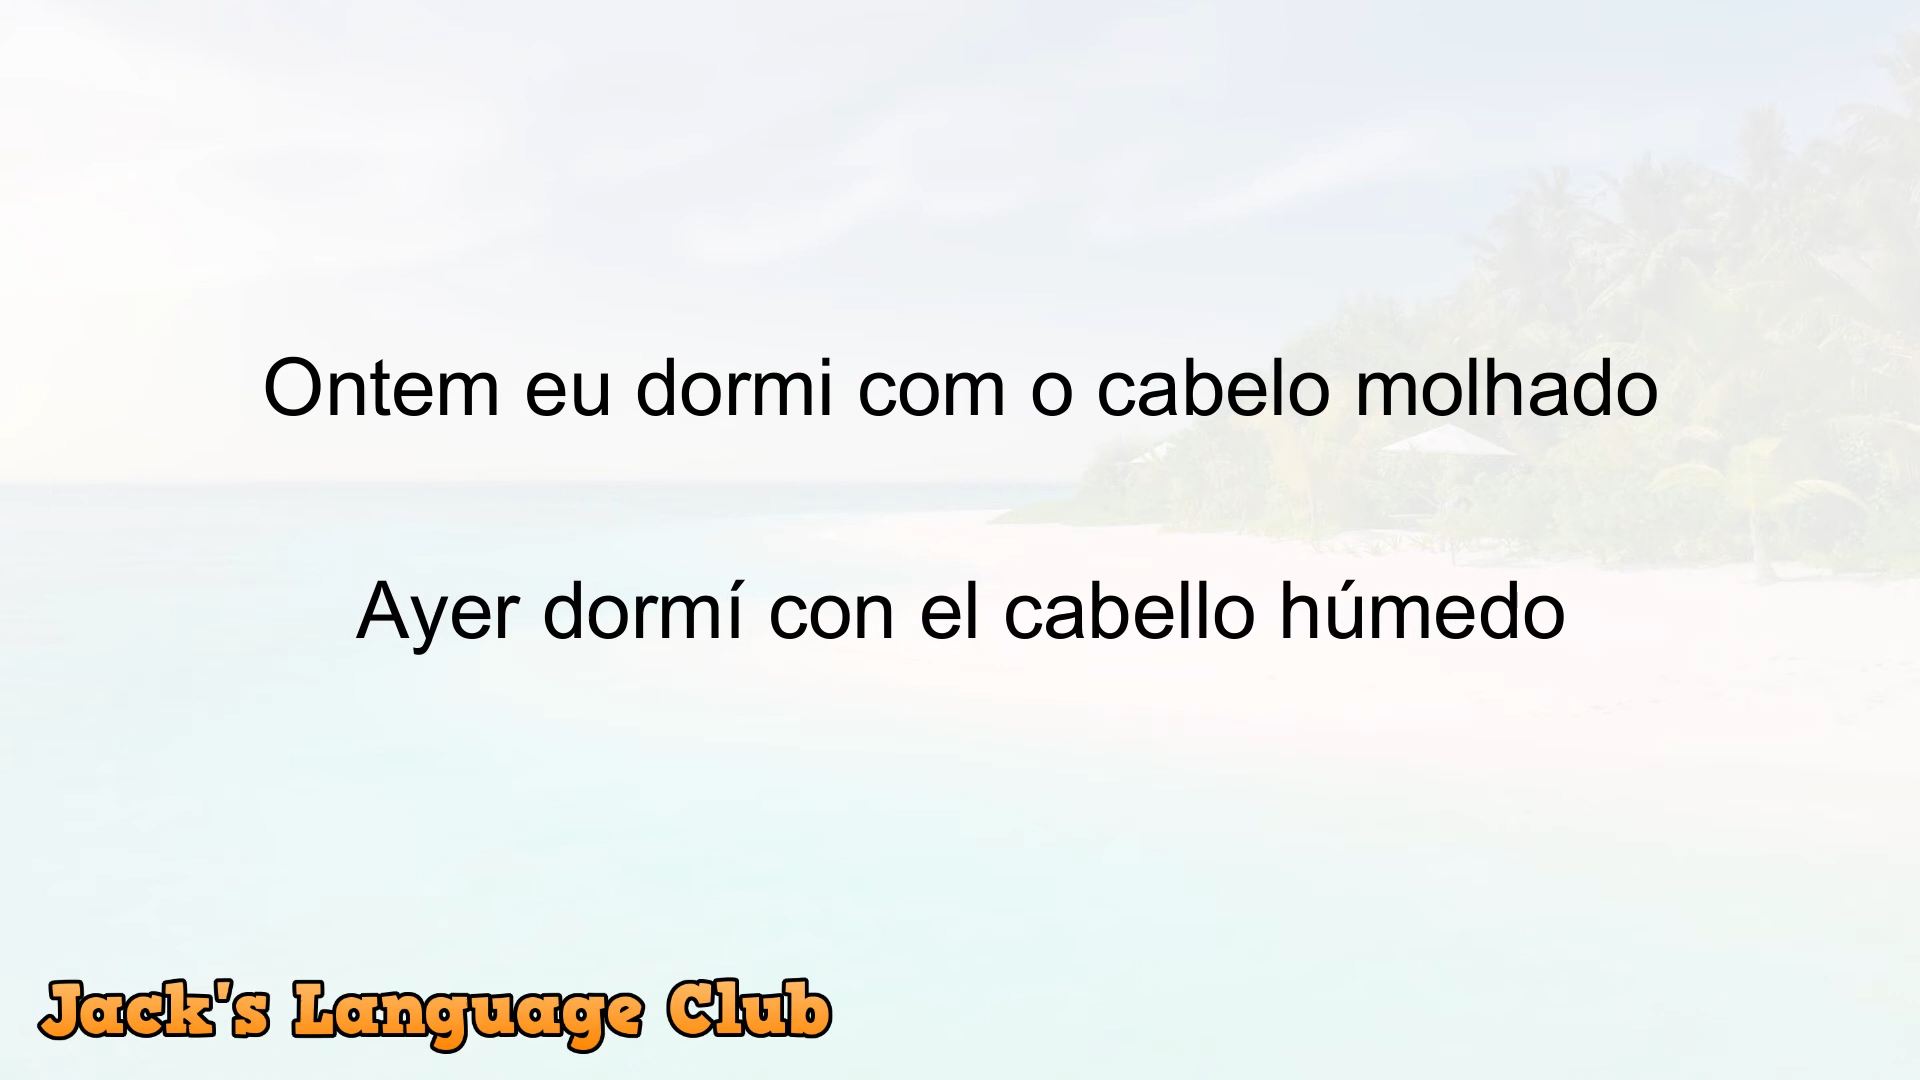 Ontem eu dormi com o cabelo molhado
Ayer dormí con el cabello húmedo
Jack's Language Club